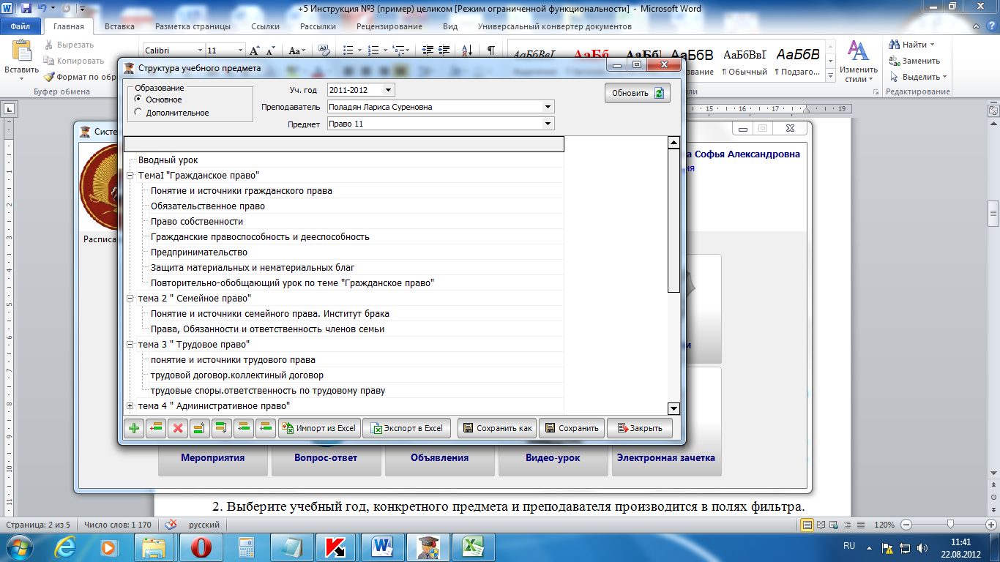 +5 Инструкция №3 (пример) целиком [Режим ограниченной функциональности] - Microsoft Word
Файл Главная Вставка Разметка страницы Ссылки Рассылки Рецензирование Вид Универсальный конвертер документов
Вставить
Вырезать
Копировать
Формат по обра
Буфер обмена
Calibri 11
АаБбВвГ АаБб АаБbI АаБбВ АаБбВвI АаБбВ
звание ¶ Обычный ¶ Подзаго...
Изменить стили
Найти
Заменить
Выделить
Редактирование
Структура учебного предмета
Образование
Основное
Дополнительное
Уч. год 2011-2012
Преподаватель Поладян Лариса Суреновна
Предмет Право 11
Обновить
15 16 17 19
Систе
а Софья Александровна
ия
Расписа
Вводный урок
ТемаI "Гражданское право"
Понятие и источники гражданского права
Обязательственное право
Право собственности
Гражданские правоспособность и дееспособность
Предпринимательство
Защита материальных и нематериальных благ
Повторительно-обобщающий урок по теме "Гражданское право"
тема 2 " Семейное право"
Понятие и источники семейного права. Институт брака
Права, Обязанности и ответственность членов семьи
тема 3 " Трудовое право"
понятие и источники трудового права
трудовой договор.коллектиный договор
трудовые споры.ответственность по трудовому праву
тема 4 " Административное право"
Импорт из Excel Экспорт в Excel Сохранить как Сохранить Закрыть
Мероприятия Вопрос-ответ Объявления Видео-урок Электронная зачетка
2. Выберите учебный год, конкретного предмета и преподавателя производится в полях фильтра.
Страница: 2 из 5 Число слов: 1 170 русский 120%
RU 11:41
22.08.2012